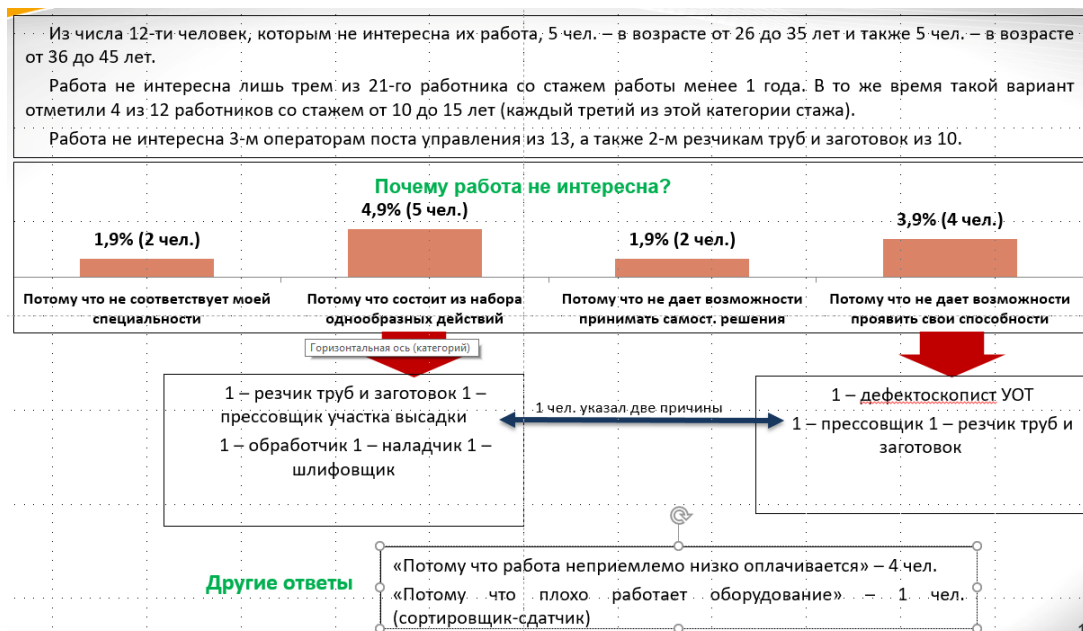 Из числа 12-ти человек, которым не интересна их работа, 5 чел. – в возрасте от 26 до 35 лет и также 5 чел. – в возрасте
от 36 до 45 лет.
Работа не интересна лишь трем из 21-го работника со стажем работы менее 1 года. В то же время такой вариант
отметили 4 из 12 работников со стажем от 10 до 15 лет (каждый третий из этой категории стажа).
Работа не интересна 3-м операторам поста управления из 13, а также 2-м резчикам труб и заготовок из 10.
Почему работа не интересна?
1,9% (2 чел.)
4,9% (5 чел.)
1,9% (2 чел.)
3,9% (4 чел.)
Потому что не соответствует моей
специальности
Потому что состоит из набора
однообразных действий
Потому что не дает возможности
принимать самост. решения
Потому что не дает возможности
проявить свои способности
Горизонтальная ось (категорий)
1 – резчик труб и заготовок 1 –
прессовщик участка высадки
1 – обработчик 1 – наладчик 1 –
шлифовщик
1 чел. указал две причины
1 – дефектоскопист УОТ
1 – прессовщик 1 – резчик труб и
заготовок
Другие ответы
«Потому что работа неприемлемо низко оплачивается» – 4 чел.
«Потому что плохо работает оборудование» – 1 чел.
(сортировщик-сдатчик)